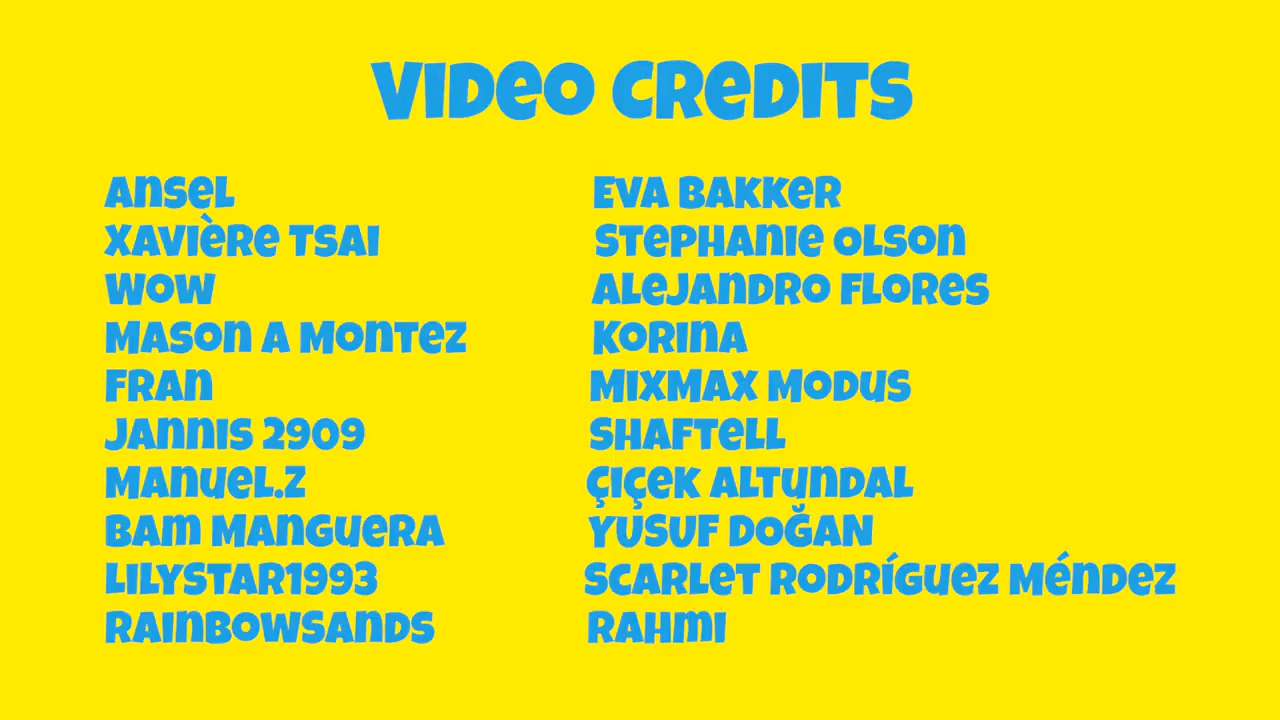 Video Credits
Ansel
Xavière Tsai
Wow
Mason A Montez
Fran
Jannis 2909
Manuel.Z
Bam Manguera
Lilystar1993
Rainbowsands
Eva Bakker
Stephanie Olson
Alejandro Flores
Korina
Mixmax Modus
Shaftell
Çiçek Altundal
Yusuf Doğan
Scarlet Rodríguez Méndez
Rahmi